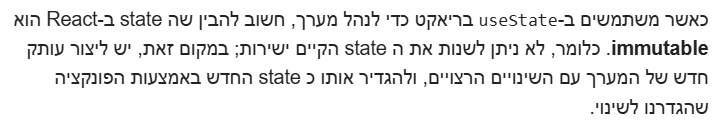 כאשר משתמשים ב-useState בריאקט כדי לנהל מערך, חשוב להבין שה state ב-React הוא
immutable. כלומר, לא ניתן לשנות את ה state הקיים ישירות; במקום זאת, יש ליצור עותק
חדש של המערך עם השינויים הרצויים, ולהגדיר אותו כ state החדש באמצעות הפונקציה
שהגדרנו לשינוי.